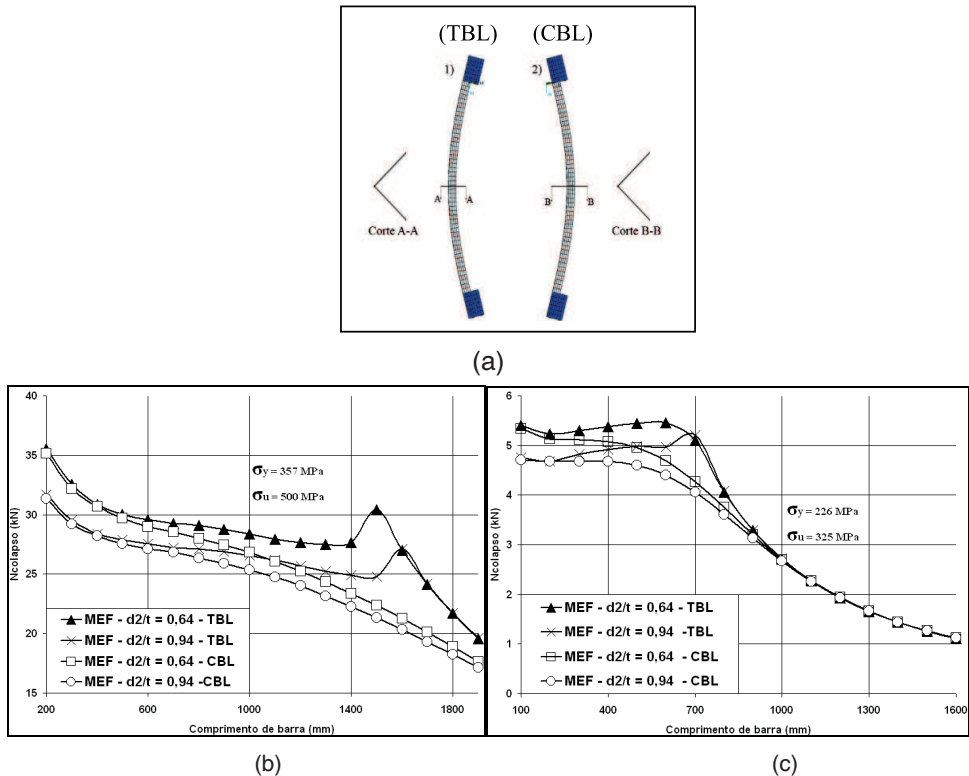 (TBL) (CBL)
1) 2)
A A B B
Corte A-A Corte B-B
(a)
40
35
30
25
20
15
Ncolapso (kN)
σy = 357 MPa
σu = 500 MPa
MEF - d2/t = 0,64 - TBL
MEF - d2/t = 0,94 - TBL
MEF - d2/t = 0,64 - CBL
MEF - d2/t = 0,94 -CBL
200 600 1000 1400 1800
Comprimento de barra (mm)
(b)
6
5
4
3
2
1
0
Ncolapso (kN)
σy = 226 MPa
σu = 325 MPa
MEF - d2/t = 0,64 - TBL
MEF - d2/t = 0,94 -TBL
MEF - d2/t = 0,64 - CBL
MEF - d2/t = 0,94 - CBL
100 400 700 1000 1300 1600
Comprimento de barra (mm)
(c)